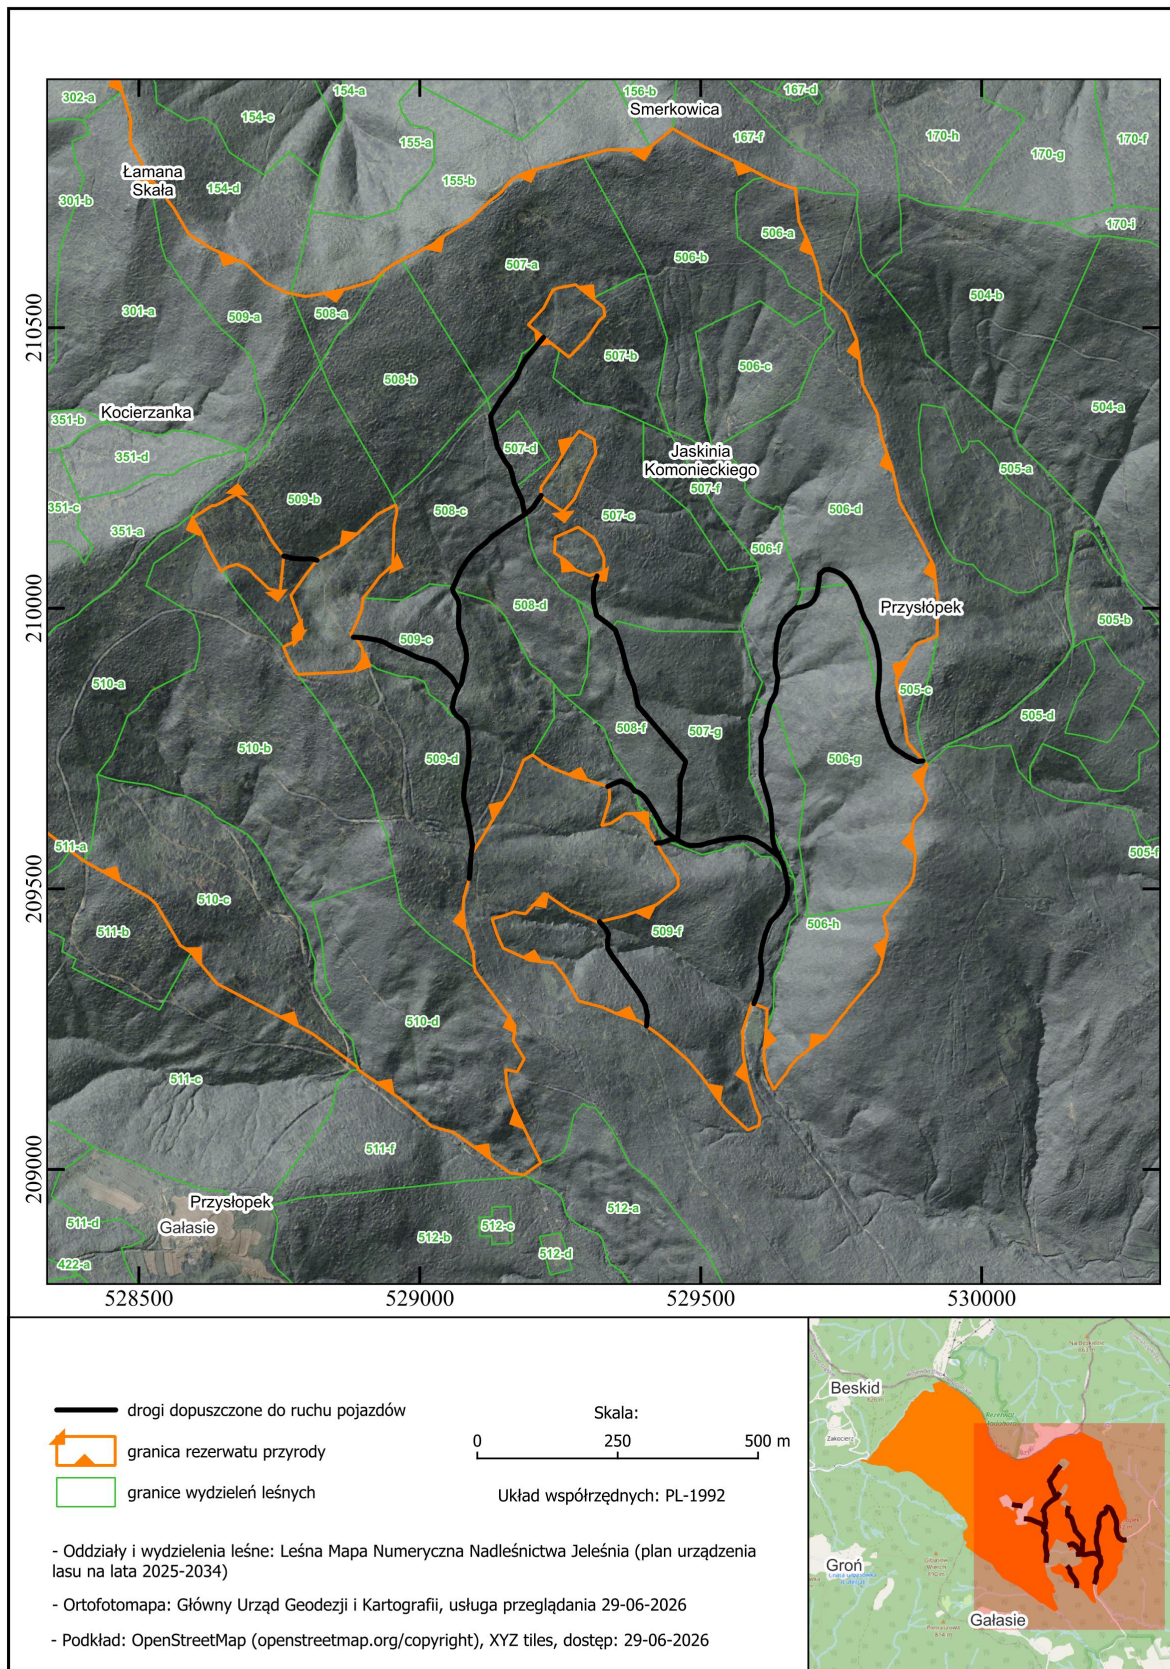 302-a
154-a
154-c
156-b
167-d
Smerkowica
155-a
167-f
170-h
170-f
170-g
Łamana
Skała
154-d
155-b
301-b
170-i
506-a
507-a
506-b
504-b
301-a
509-a
508-a
507-b
506-c
508-b
Kocierzanka
351-b
504-a
351-d
507-d
Jaskinia
Komonieckiego
505-a
507-f
509-b
351-c
508-c
507-c
506-d
351-a
506-f
508-d
Przysłópek
509-c
505-b
510-a
505-c
505-d
510-b
509-d
508-f
507-g
506-g
511-a
505-f
510-c
511-b
509-f
506-h
510-d
511-c
511-f
Przysłopek
Gałasie
511-d
512-a
512-c
512-b
512-d
422-a
210500
210000
209500
209000
528500
529000
529500
530000
drogi dopuszczone do ruchu pojazdów
granica rezerwatu przyrody
granice wydzieleń leśnych
Skala:
0 250 500 m
Układ współrzędnych: PL-1992
- Oddziały i wydzielenia leśne: Leśna Mapa Numeryczna Nadleśnictwa Jeleśnia (plan urządzenia
lasu na lata 2025-2034)
- Ortofotomapa: Główny Urząd Geodezji i Kartografii, usługa przeglądania 29-06-2026
- Podkład: OpenStreetMap (openstreetmap.org/copyright), XYZ tiles, dostęp: 29-06-2026
Beskid
Zakocierz
Groń
Gałasie